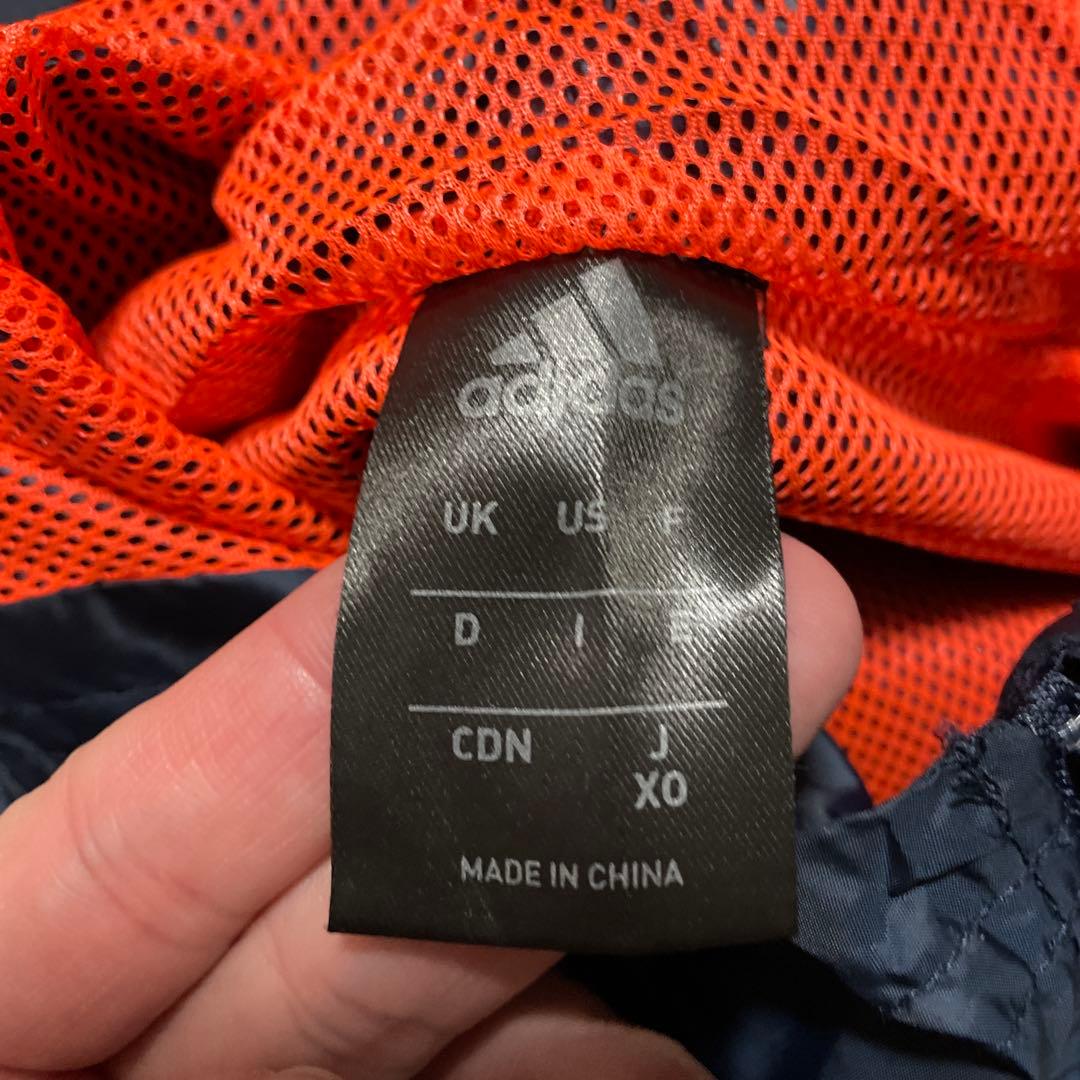 adidas
UK US F
D I E
CDN J
XO
MADE IN CHINA